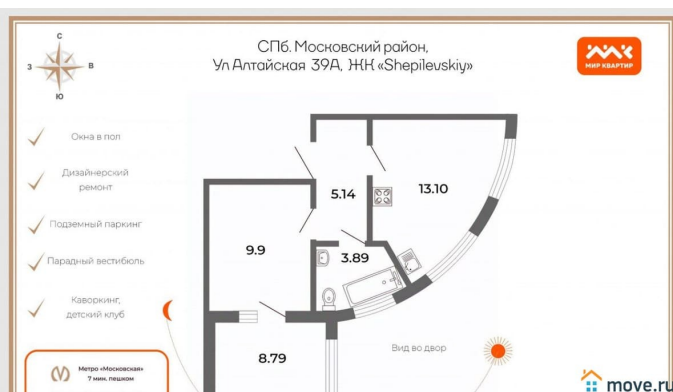 СПб. Московский район,
Ул Алтайская 39А, ЖК «Shepilevskiy»
МИР КВАРТИР
С
З
В
Ю
Окна в пол
Дизайнерский
ремонт
Подземный паркинг
Парадный вестибюль
Каворкинг,
детский клуб
Метро «Московская»
7 мин. пешком
5.14
13.10
9.9
3.89
8.79
Вид во двор
move.ru